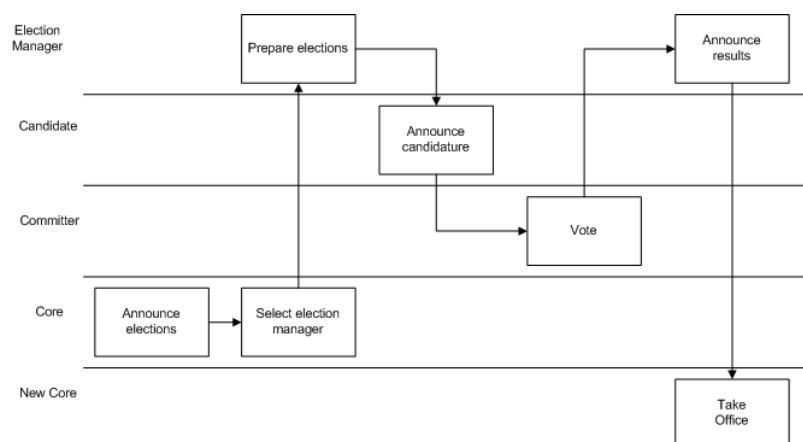 Election
Manager
Prepare elections
Announce
results
Candidate
Announce
candidature
Committer
Vote
Core
Announce
elections
Select election
manager
New Core
Take
Office